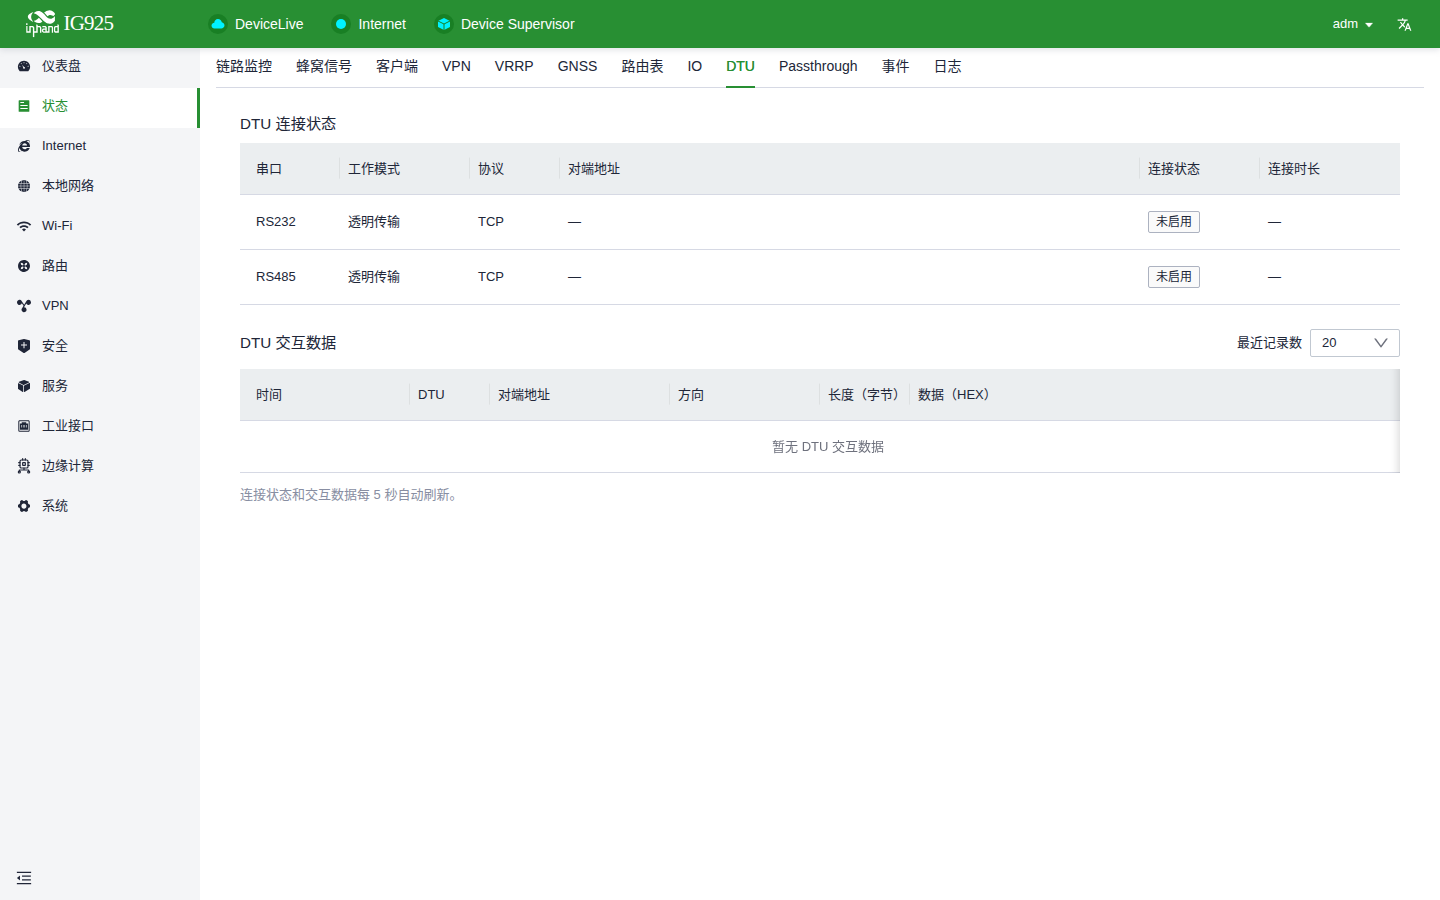 inhand IG925 DeviceLive Internet Device Supervisor adm
仪表盘
状态
Internet
本地网络
Wi-Fi
路由
VPN
安全
服务
工业接口
边缘计算
系统
链路监控 蜂窝信号 客户端 VPN VRRP GNSS 路由表 IO DTU Passthrough 事件 日志
DTU 连接状态
串口 工作模式 协议 对端地址 连接状态 连接时长
RS232 透明传输 TCP — 未启用 —
RS485 透明传输 TCP — 未启用 —
DTU 交互数据 最近记录数 20
时间 DTU 对端地址 方向 长度（字节） 数据（HEX）
暂无 DTU 交互数据
连接状态和交互数据每 5 秒自动刷新。